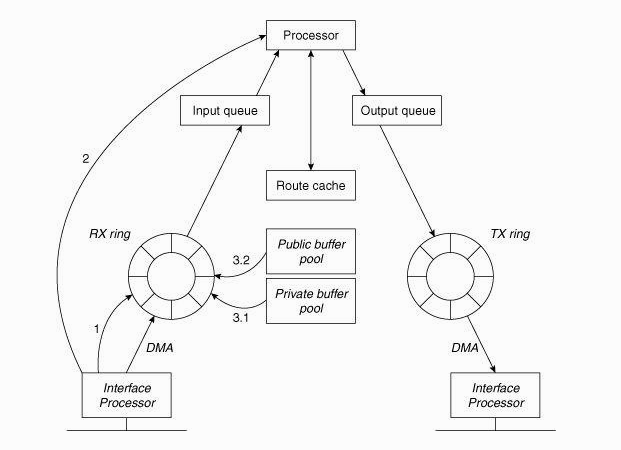 Processor
Input queue
Output queue
2
Route cache
RX ring
TX ring
Public buffer
pool
3.2
Private buffer
pool
3.1
1
DMA
DMA
Interface
Processor
Interface
Processor